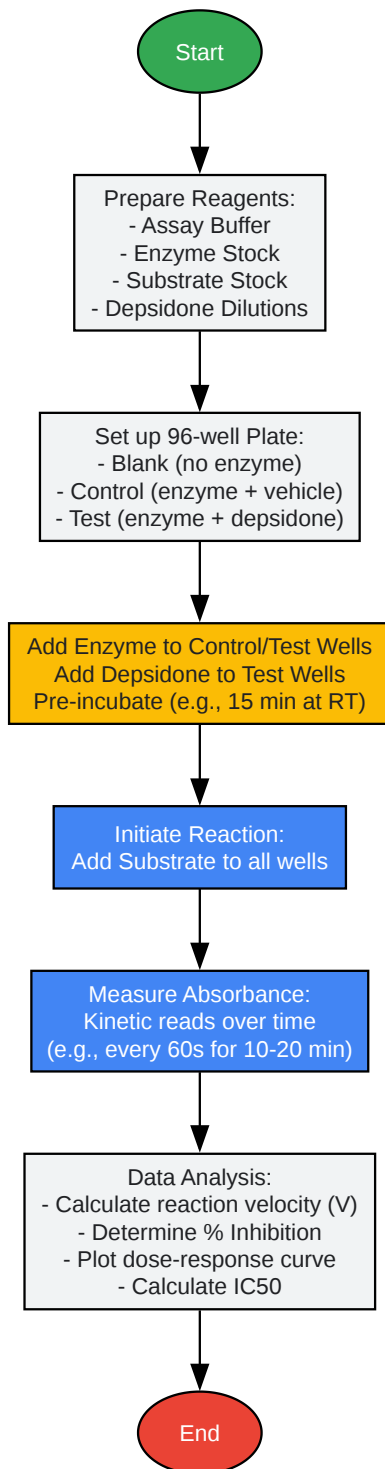 Start
Prepare Reagents:
- Assay Buffer
- Enzyme Stock
- Substrate Stock
- Depsidone Dilutions
Set up 96-well Plate:
- Blank (no enzyme)
- Control (enzyme + vehicle)
- Test (enzyme + depsidone)
Add Enzyme to Control/Test Wells
Add Depsidone to Test Wells
Pre-incubate (e.g., 15 min at RT)
Initiate Reaction:
Add Substrate to all wells
Measure Absorbance:
Kinetic reads over time
(e.g., every 60s for 10-20 min)
Data Analysis:
- Calculate reaction velocity (V)
- Determine % Inhibition
- Plot dose-response curve
- Calculate IC50
End